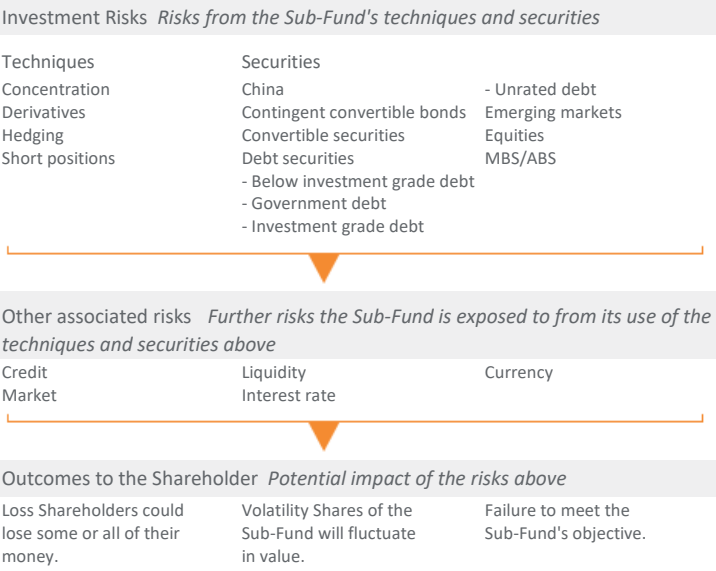 Investment Risks Risks from the Sub-Fund's techniques and securities
Techniques
Concentration
Derivatives
Hedging
Short positions
Securities
China
Contingent convertible bonds
Convertible securities
Debt securities
- Below investment grade debt
- Government debt
- Investment grade debt
- Unrated debt
Emerging markets
Equities
MBS/ABS
Other associated risks Further risks the Sub-Fund is exposed to from its use of the
techniques and securities above
Credit
Market
Liquidity
Interest rate
Currency
Outcomes to the Shareholder Potential impact of the risks above
Loss Shareholders could
lose some or all of their
money.
Volatility Shares of the
Sub-Fund will fluctuate
in value.
Failure to meet the
Sub-Fund's objective.